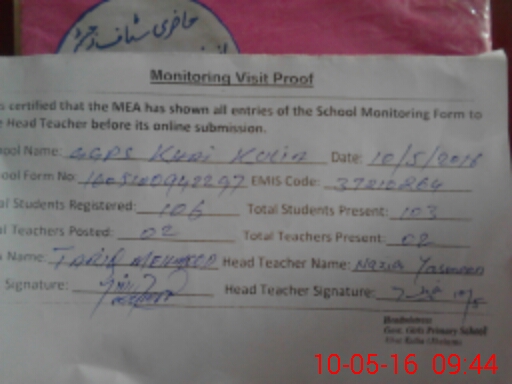 حاضری سٹاف رجسٹر
Monitoring Visit Proof
s certified that the MEA has shown all entries of the School Monitoring Form to
e Head Teacher before its online submission.
ool Name: GGPS Khai Date: 10/5/2016
ool Form No: EMIS Code: 37210864
al Students Registered: 106 Total Students Present: 103
al Teachers Posted: 02 Total Teachers Present: 02
Name: TARIQ MEHMOOD Head Teacher Name: Nazia Yasmeen
Signature: Head Teacher Signature:
Headmistress
Govt. Girls Primary School
10-05-16 09:44